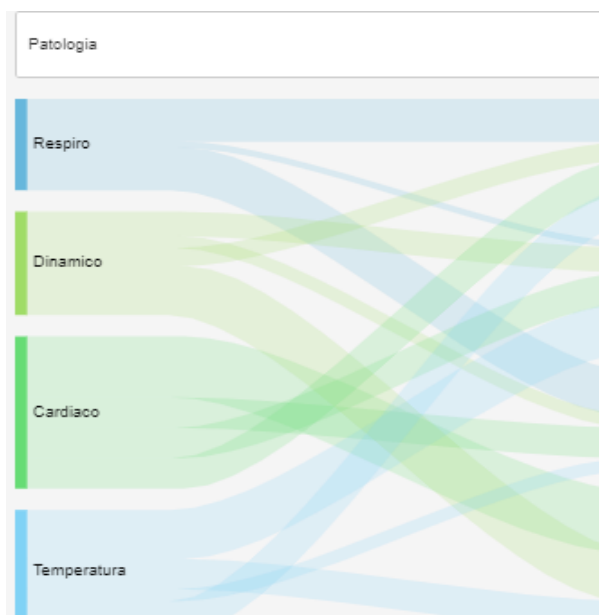 Patologia
Respiro
Dinamico
Cardiaco
Temperatura